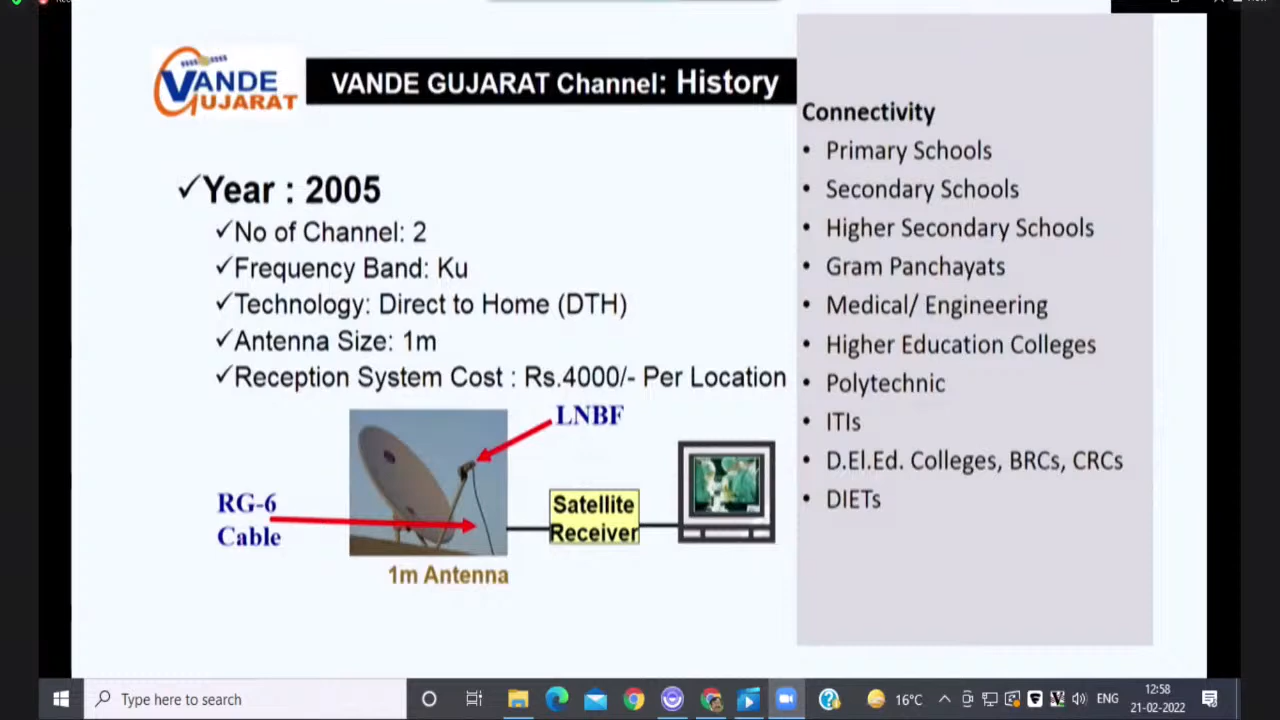 VANDE
GUJARAT
VANDE GUJARAT Channel: History
✓Year : 2005
✓No of Channel: 2
✓Frequency Band: Ku
✓Technology: Direct to Home (DTH)
✓Antenna Size: 1m
✓Reception System Cost : Rs.4000/- Per Location
LNBF
RG-6
Cable
Satellite
Receiver
1m Antenna
Connectivity
• Primary Schools
• Secondary Schools
• Higher Secondary Schools
• Gram Panchayats
• Medical/ Engineering
• Higher Education Colleges
• Polytechnic
• ITIs
• D.El.Ed. Colleges, BRCs, CRCs
• DIETs
Type here to search
16°C
ENG
12:58
21-02-2022